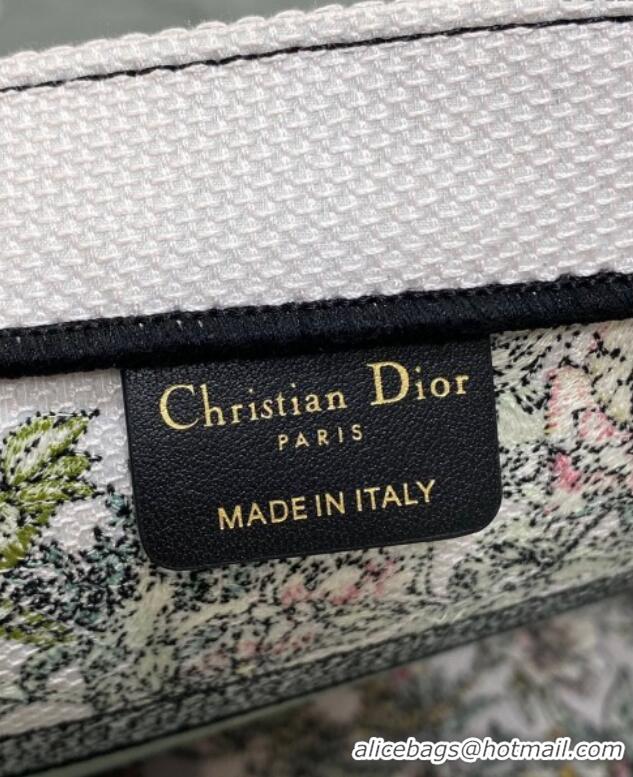 Christian Dior
PARIS
MADE IN ITALY
alicebags@hotmail.com